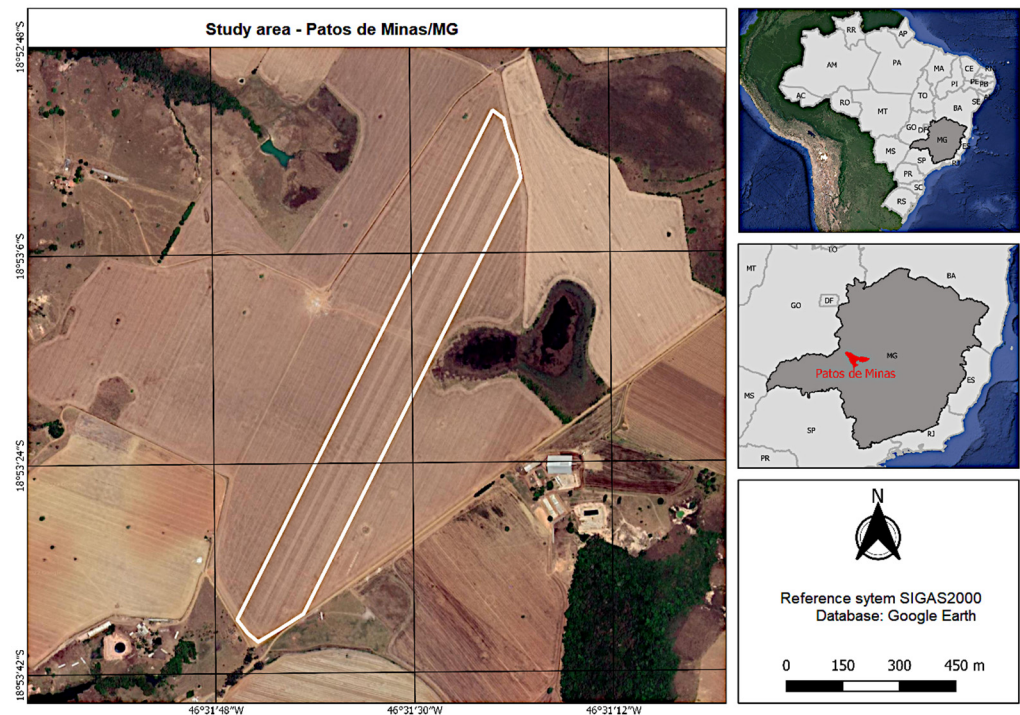 Study area - Patos de Minas/MG
18°52'48"S
18°53'6"S
18°53'24"S
18°53'42"S
46°31'48"W
46°31'30"W
46°31'12"W
RR
AP
AM
PA
MA
CE
RN
PI
PE
PB
AC
RO
TO
SE
MT
BA
GO
DF
MG
MS
SP
PR
SC
RS
MT
BA
GO
DF
MG
Patos de Minas
MS
ES
SP
RJ
PR
N
Reference sytem SIGAS2000
Database: Google Earth
0 150 300 450 m